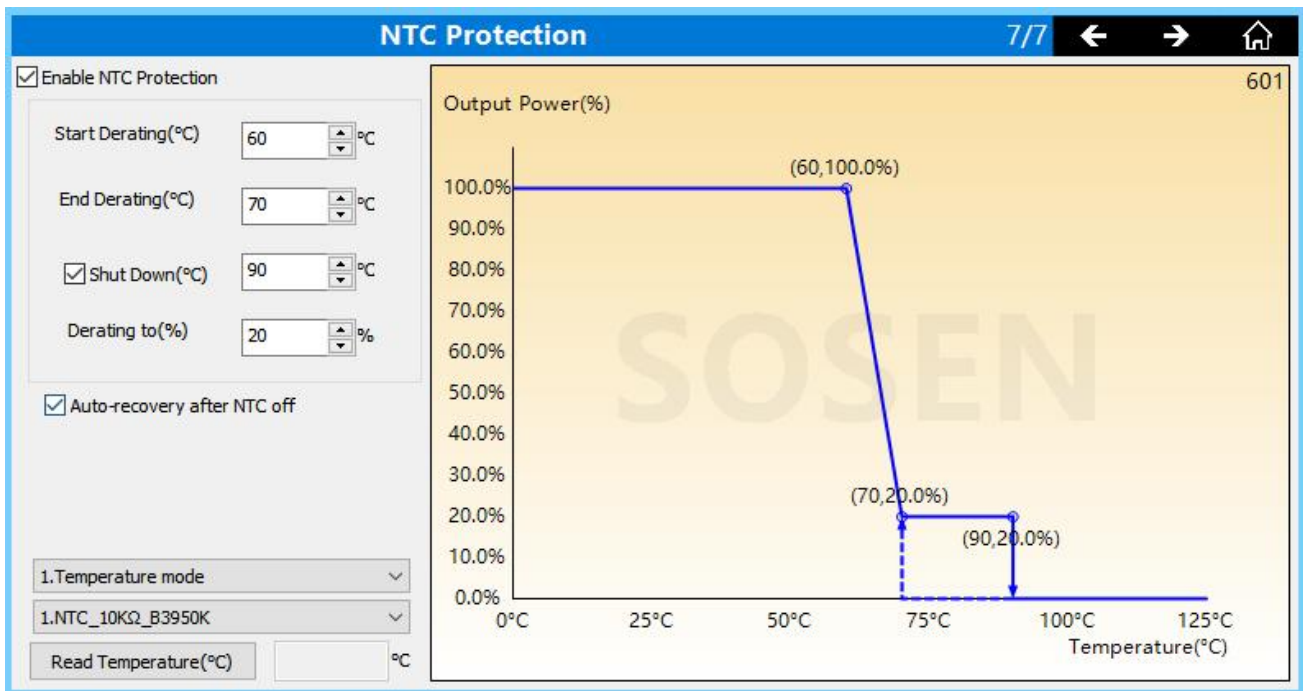 NTC Protection 7/7
Enable NTC Protection
Start Derating(°C) 60 °C
End Derating(°C) 70 °C
Shut Down(°C) 90 °C
Derating to(%) 20 %
Auto-recovery after NTC off
1.Temperature mode
1.NTC_10KΩ_B3950K
Read Temperature(°C) °C
601
Output Power(%)
(60,100.0%)
100.0%
90.0%
80.0%
70.0%
60.0%
50.0%
40.0%
30.0%
20.0%
10.0%
0.0%
SOSEN
(70,20.0%)
(90,20.0%)
0°C 25°C 50°C 75°C 100°C 125°C
Temperature(°C)